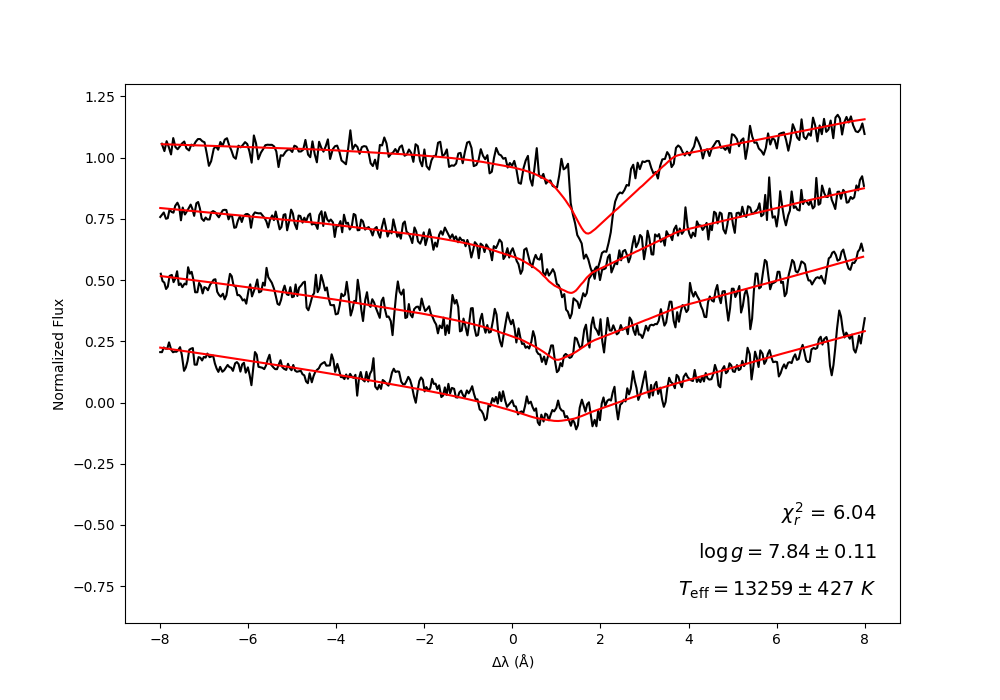 1.25
1.00
0.75
0.50
0.25
0.00
−0.25
−0.50
−0.75
Normalized Flux
χ²ᵣ = 6.04
log g = 7.84 ± 0.11
T_eff = 13259 ± 427 K
−8 −6 −4 −2 0 2 4 6 8
Δλ (Å)